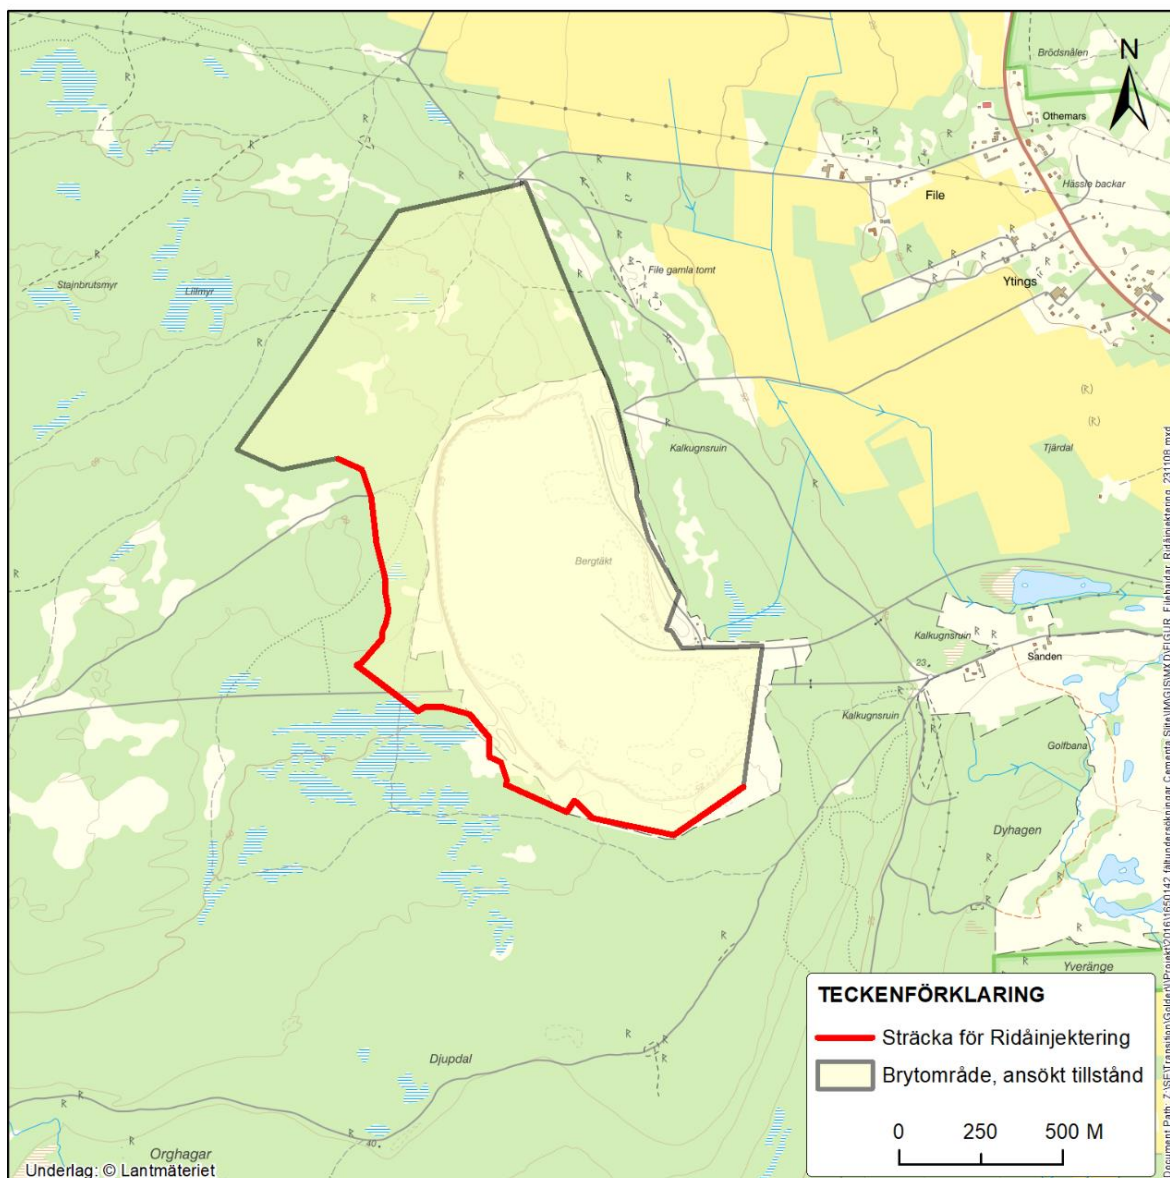 Brödsnålen
N
Othemars
Hässle backar
File
File gamla tomt
Ytings
Stajnbrutsmyr
Lillmyr
Tjärdal
Kalkugnsruin
Bergtäkt
Kalkugnsruin
Sanden
23
Kalkugnsruin
Golfbana
Dyhagen
Yveränge
Djupdal
40
Orghagar
TECKENFÖRKLARING
Sträcka för Ridåinjektering
Brytområde, ansökt tillstånd
0 250 500 M
Underlag: © Lantmäteriet